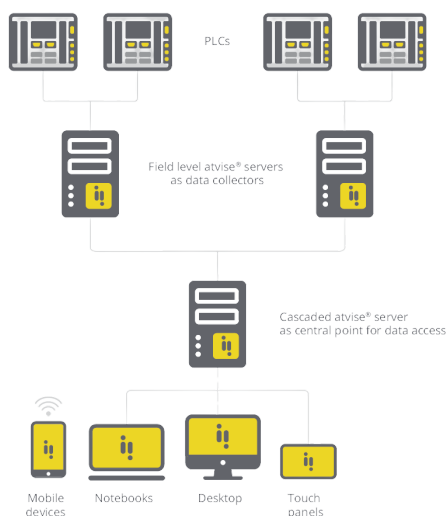 PLCs
Field level atvise® servers
as data collectors
Cascaded atvise® server
as central point for data access
Mobile
devices
Notebooks
Desktop
Touch
panels